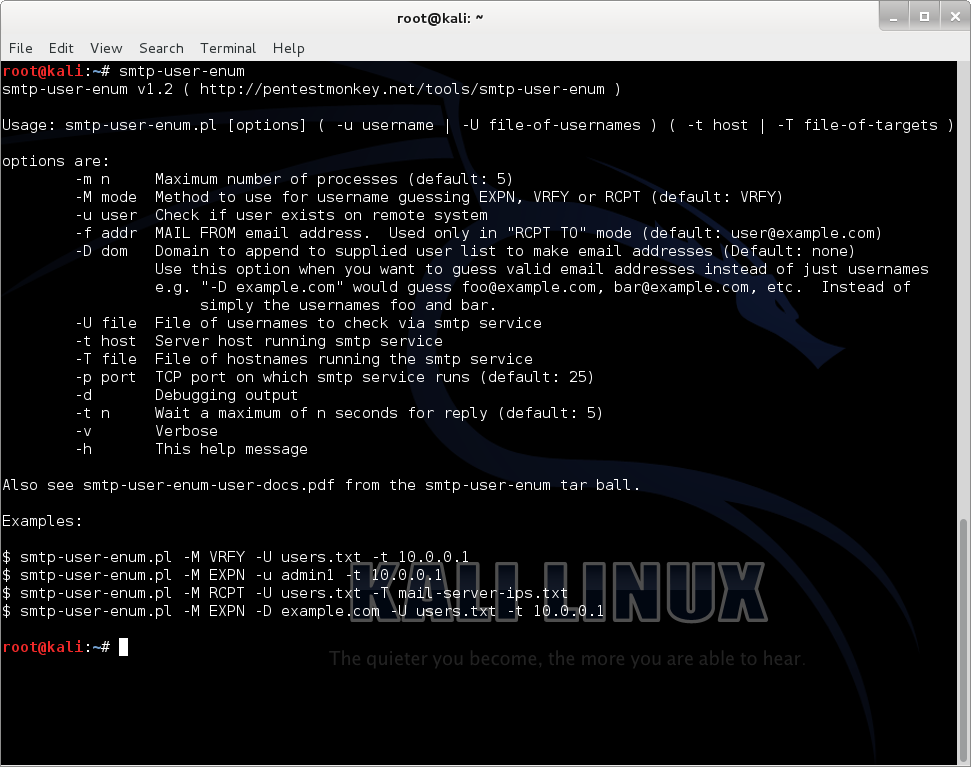 root@kali: ~
File Edit View Search Terminal Help
root@kali:~# smtp-user-enum
smtp-user-enum v1.2 ( http://pentestmonkey.net/tools/smtp-user-enum )
Usage: smtp-user-enum.pl [options] ( -u username | -U file-of-usernames ) ( -t host | -T file-of-targets )
options are:
-m n Maximum number of processes (default: 5)
-M mode Method to use for username guessing EXPN, VRFY or RCPT (default: VRFY)
-u user Check if user exists on remote system
-f addr MAIL FROM email address. Used only in "RCPT TO" mode (default: user@example.com)
-D dom Domain to append to supplied user list to make email addresses (Default: none)
Use this option when you want to guess valid email addresses instead of just usernames
e.g. "-D example.com" would guess foo@example.com, bar@example.com, etc. Instead of
simply the usernames foo and bar.
-U file File of usernames to check via smtp service
-t host Server host running smtp service
-T file File of hostnames running the smtp service
-p port TCP port on which smtp service runs (default: 25)
-d Debugging output
-t n Wait a maximum of n seconds for reply (default: 5)
-v Verbose
-h This help message
Also see smtp-user-enum-user-docs.pdf from the smtp-user-enum tar ball.
Examples:
$ smtp-user-enum.pl -M VRFY -U users.txt -t 10.0.0.1
$ smtp-user-enum.pl -M EXPN -u admin1 -t 10.0.0.1
$ smtp-user-enum.pl -M RCPT -U users.txt -T mail-server-ips.txt
$ smtp-user-enum.pl -M EXPN -D example.com -U users.txt -t 10.0.0.1
root@kali:~#
KALI LINUX
The quieter you become, the more you are able to hear.